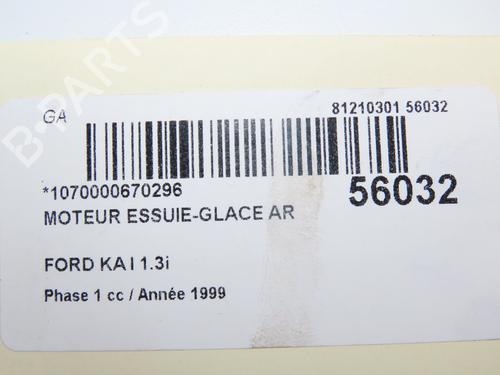 GA
81210301 56032
*1070000670296
56032
MOTEUR ESSUIE-GLACE AR
FORD KA I 1.3i
Phase 1 cc / Année 1999
B-PARTS